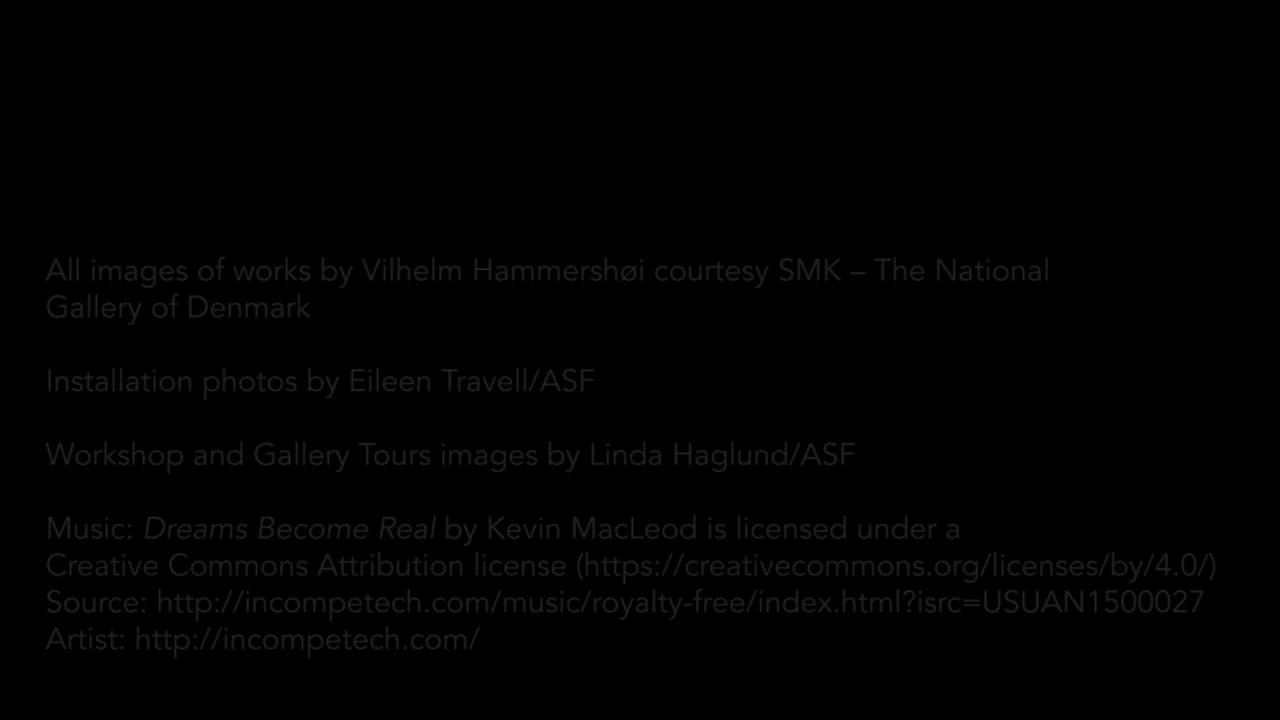 All images of works by Vilhelm Hammershøi courtesy SMK – The National
Gallery of Denmark
Installation photos by Eileen Travell/ASF
Workshop and Gallery Tours images by Linda Haglund/ASF
Music: Dreams Become Real by Kevin MacLeod is licensed under a
Creative Commons Attribution license (https://creativecommons.org/licenses/by/4.0/)
Source: http://incompetech.com/music/royalty-free/index.html?isrc=USUAN1500027
Artist: http://incompetech.com/